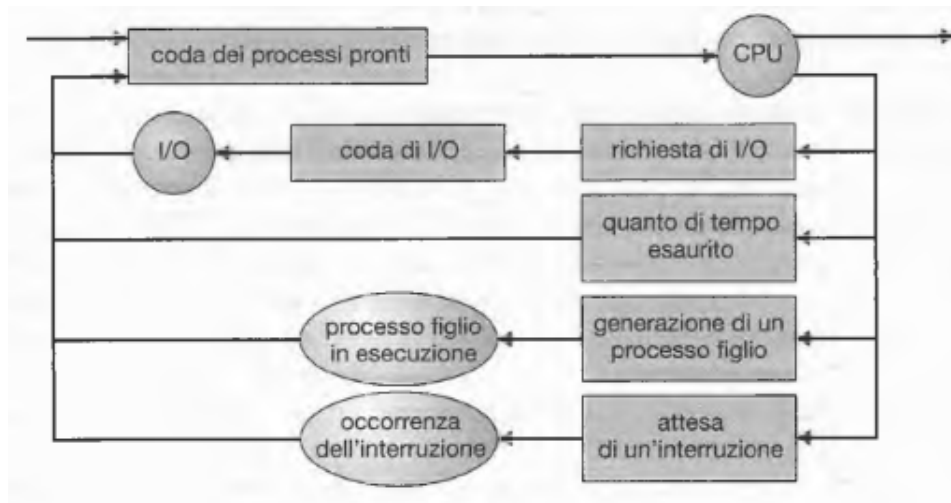 coda dei processi pronti
CPU
I/O
coda di I/O
richiesta di I/O
quanto di tempo
esaurito
processo figlio
in esecuzione
generazione di un
processo figlio
occorrenza
dell'interruzione
attesa
di un'interruzione